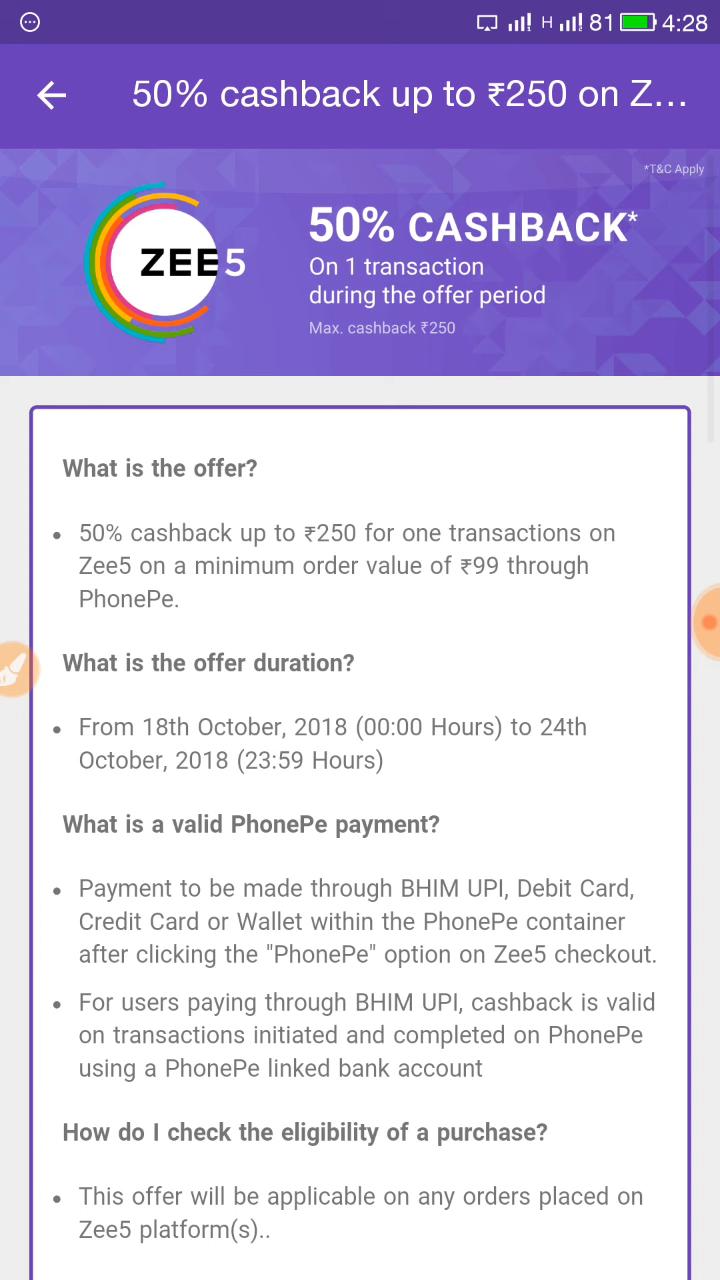 H 81 4:28
50% cashback up to ₹250 on Z...
*T&C Apply
ZEE5
50% CASHBACK*
On 1 transaction
during the offer period
Max. cashback ₹250
What is the offer?
• 50% cashback up to ₹250 for one transactions on
Zee5 on a minimum order value of ₹99 through
PhonePe.
What is the offer duration?
• From 18th October, 2018 (00:00 Hours) to 24th
October, 2018 (23:59 Hours)
What is a valid PhonePe payment?
• Payment to be made through BHIM UPI, Debit Card,
Credit Card or Wallet within the PhonePe container
after clicking the "PhonePe" option on Zee5 checkout.
• For users paying through BHIM UPI, cashback is valid
on transactions initiated and completed on PhonePe
using a PhonePe linked bank account
How do I check the eligibility of a purchase?
• This offer will be applicable on any orders placed on
Zee5 platform(s)..